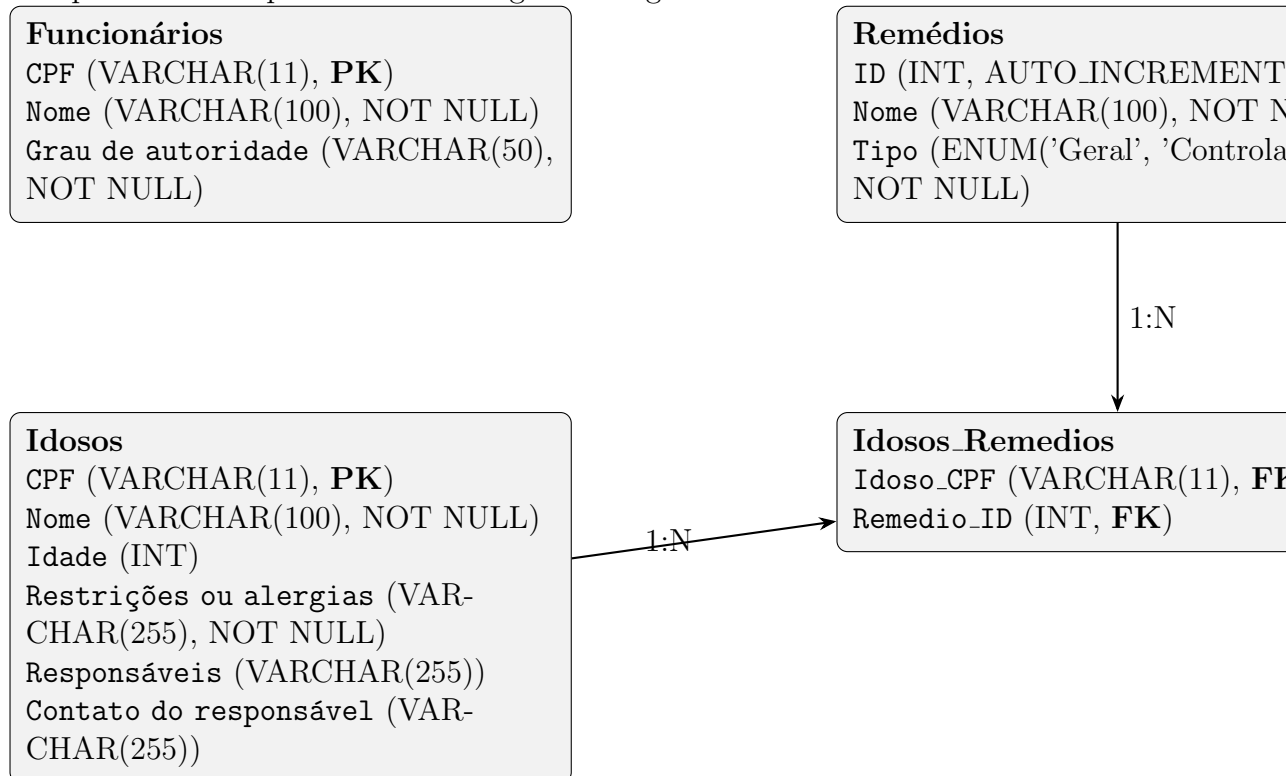 Funcionários
CPF (VARCHAR(11), PK)
Nome (VARCHAR(100), NOT NULL)
Grau de autoridade (VARCHAR(50),
NOT NULL)
Remédios
ID (INT, AUTO_INCREMENT
Nome (VARCHAR(100), NOT
Tipo (ENUM('Geral',
NOT NULL)
1:N
Idosos
CPF (VARCHAR(11), PK)
Nome (VARCHAR(100), NOT NULL)
Idade (INT)
Restrições ou alergias (VAR-
CHAR(255), NOT NULL)
Responsáveis (VARCHAR(255))
Contato do responsável (VAR-
CHAR(255))
1:N
Idosos_Remedios
Idoso_CPF (VARCHAR(11),
Remedio_ID (INT, FK)